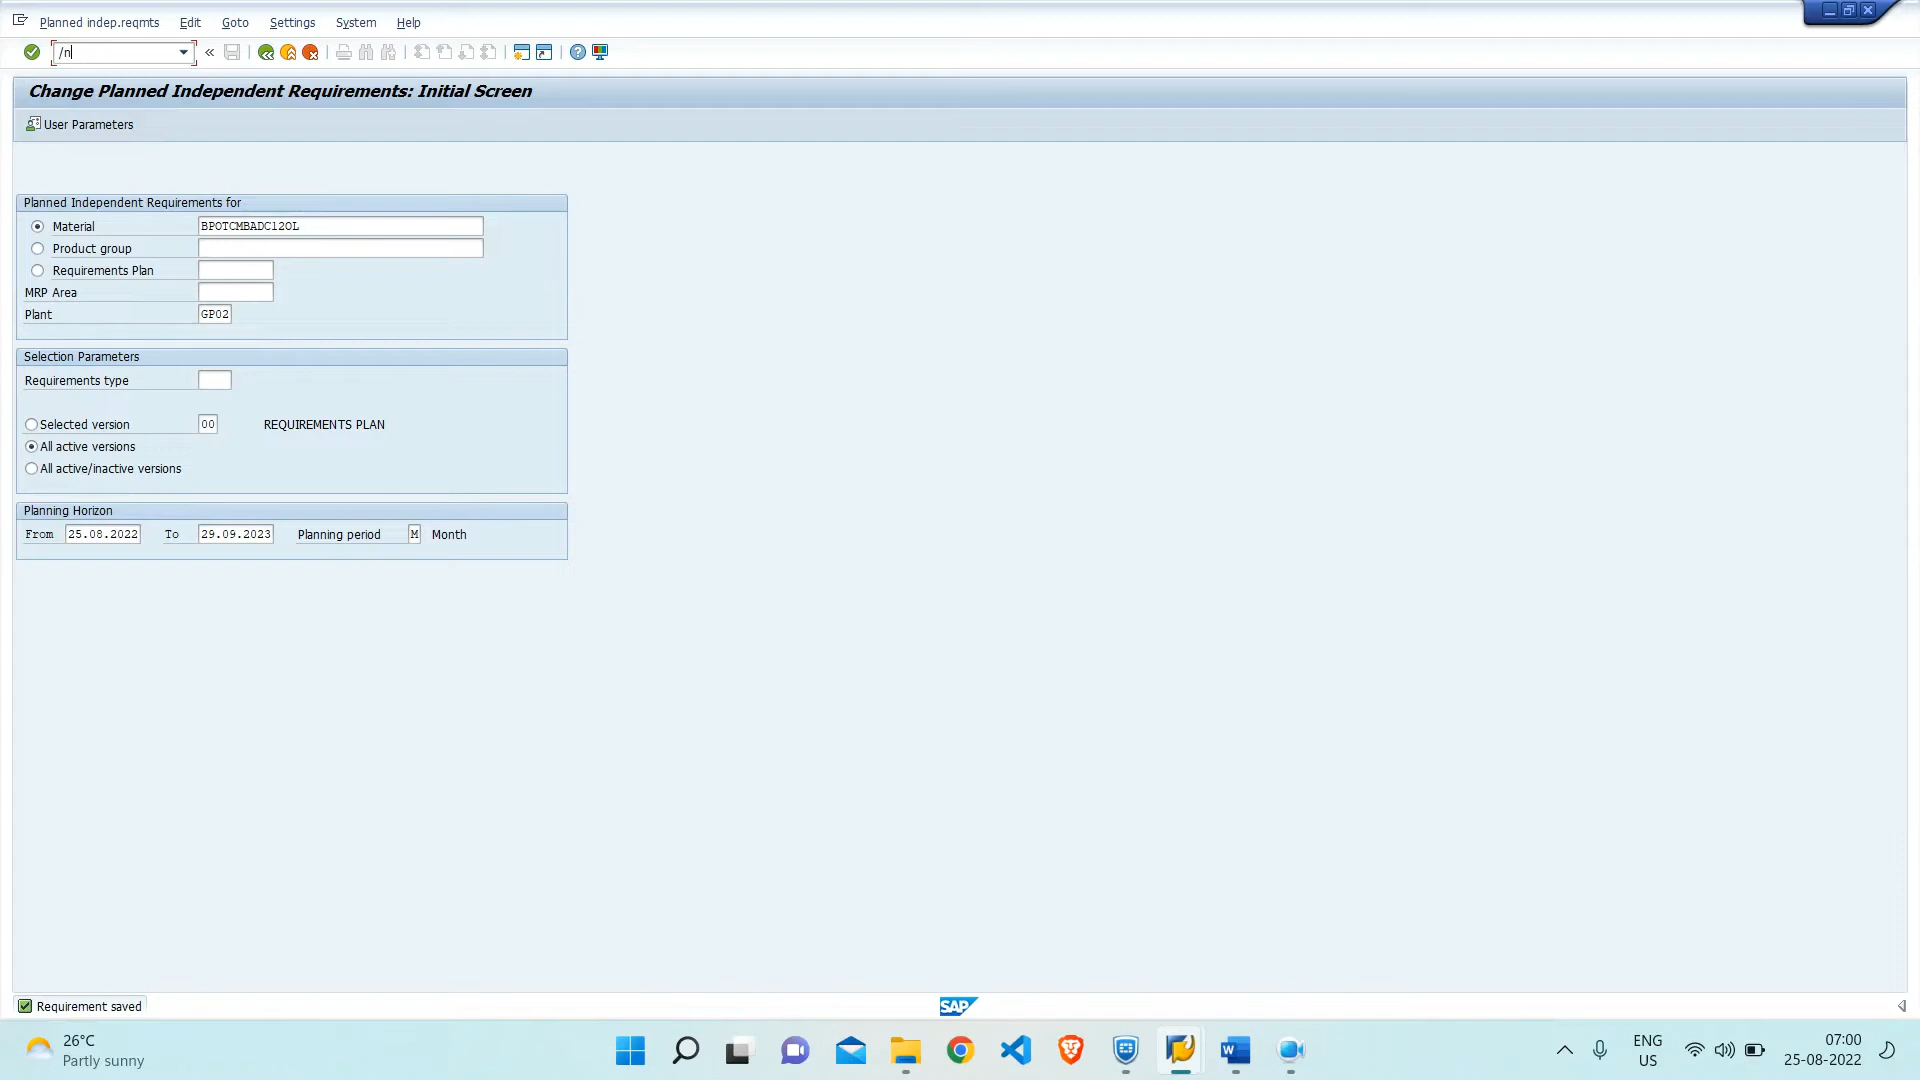 Planned indep.reqmts Edit Goto Settings System Help
/n
Change Planned Independent Requirements: Initial Screen
User Parameters
Planned Independent Requirements for
Material BPOTCMBADC12OL
Product group
Requirements Plan
MRP Area
Plant GP02
Selection Parameters
Requirements type
Selected version 00 REQUIREMENTS PLAN
All active versions
All active/inactive versions
Planning Horizon
From 25.08.2022 To 29.09.2023 Planning period M Month
Requirement saved
SAP
26°C
Partly sunny
W
ENG
US
07:00
25-08-2022